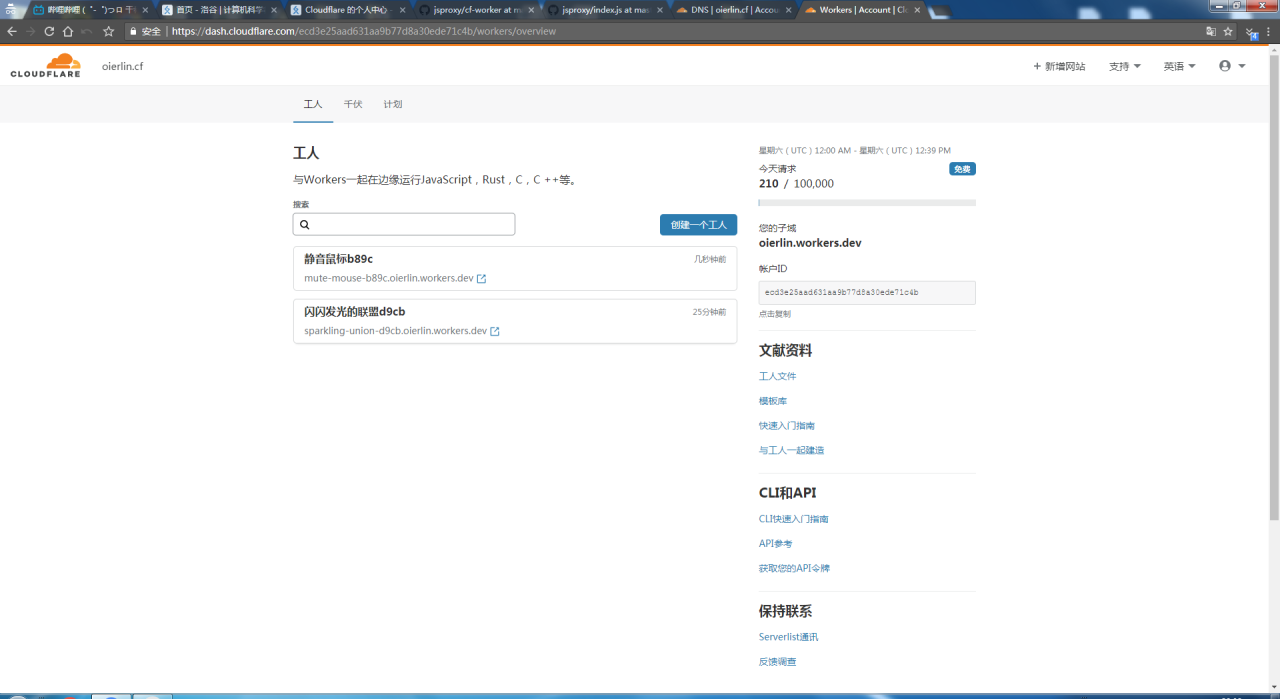 哔哩哔哩 ( ゜- ゜)つロ 干
首页 - 洛谷 | 计算机科学
Cloudflare 的个人中心 -
jsproxy/cf-worker at m
jsproxy/index.js at mas
DNS | oierlin.cf | Accou
Workers | Account | Cl
安全 | https://dash.cloudflare.com/ecd3e25aad631aa9b77d8a30ede71c4b/workers/overview
CLOUDFLARE
oierlin.cf
+ 新增网站
支持
英语
工人
千伏
计划
工人
与Workers一起在边缘运行JavaScript，Rust，C，C ++等。
搜索
创建一个工人
静音鼠标b89c
几秒钟前
mute-mouse-b89c.oierlin.workers.dev
闪闪发光的联盟d9cb
25分钟前
sparkling-union-d9cb.oierlin.workers.dev
星期六（UTC）12:00 AM - 星期六（UTC）12:39 PM
今天请求
免费
210 / 100,000
您的子域
oierlin.workers.dev
帐户ID
ecd3e25aad631aa9b77d8a30ede71c4b
点击复制
文献资料
工人文件
模板库
快速入门指南
与工人一起建造
CLI和API
CLI快速入门指南
API参考
获取您的API令牌
保持联系
Serverlist通讯
反馈调查